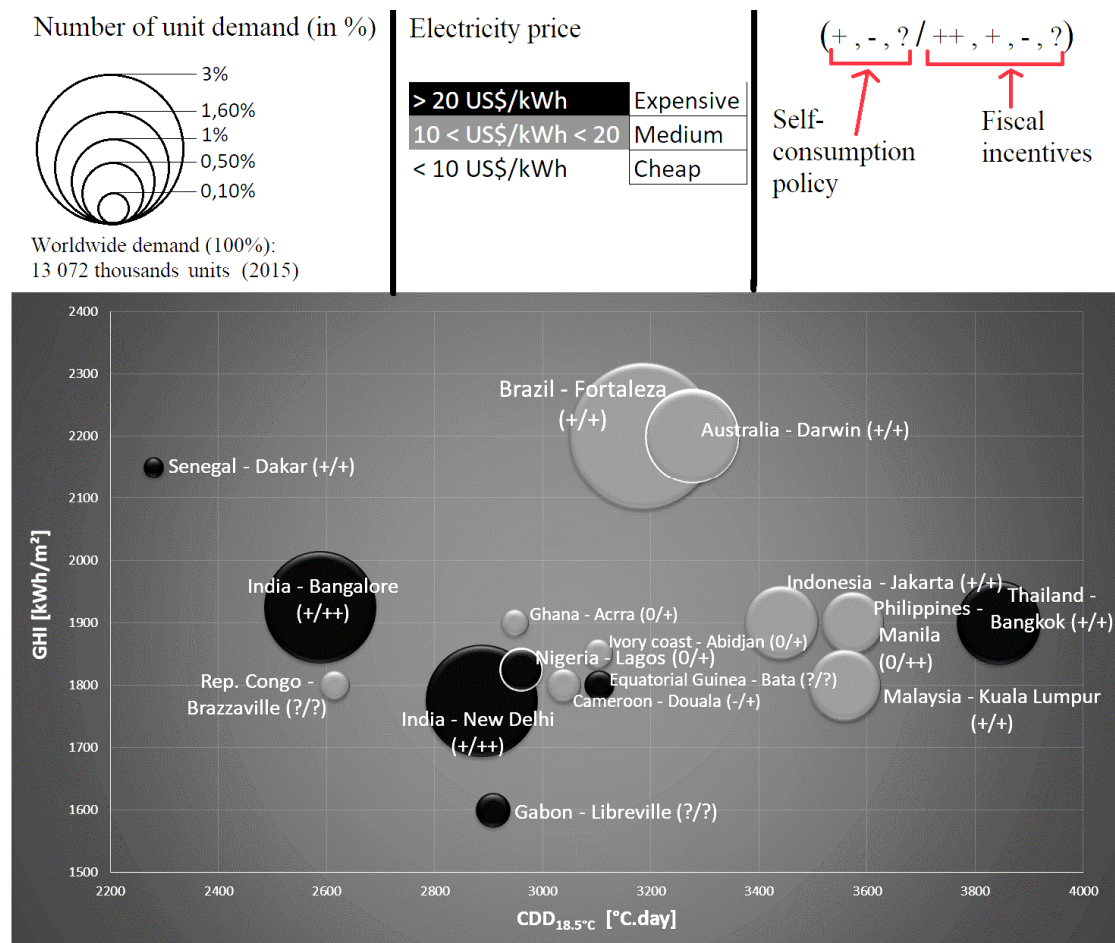 Number of unit demand (in %)
3%
1,60%
1%
0,50%
0,10%
Worldwide demand (100%):
13 072 thousands units (2015)
Electricity price
> 20 US$/kWh Expensive
10 < US$/kWh < 20 Medium
< 10 US$/kWh Cheap
(+ , - , ? / ++ , + , - , ?)
Self-
consumption
policy
Fiscal
incentives
GHI [kWh/m²]
2400
2300
2200
2100
2000
1900
1800
1700
1600
1500
Brazil - Fortaleza
(+/+)
Australia - Darwin (+/+)
Senegal - Dakar (+/+)
India - Bangalore
(+/++)
Ghana - Acrra (0/+)
Indonesia - Jakarta (+/+)
Philippines -
Manila
(0/++)
Thailand -
Bangkok (+/+)
Ivory coast - Abidjan (0/+)
Nigeria - Lagos (0/+)
Rep. Congo -
Brazzaville (?/?)
Equatorial Guinea - Bata (?/?)
Cameroon - Douala (-/+)
Malaysia - Kuala Lumpur
(+/+)
India - New Delhi
(+/++)
Gabon - Libreville (?/?)
2200 2400 2600 2800 3000 3200 3400 3600 3800 4000
CDD18.5°C [°C.day]